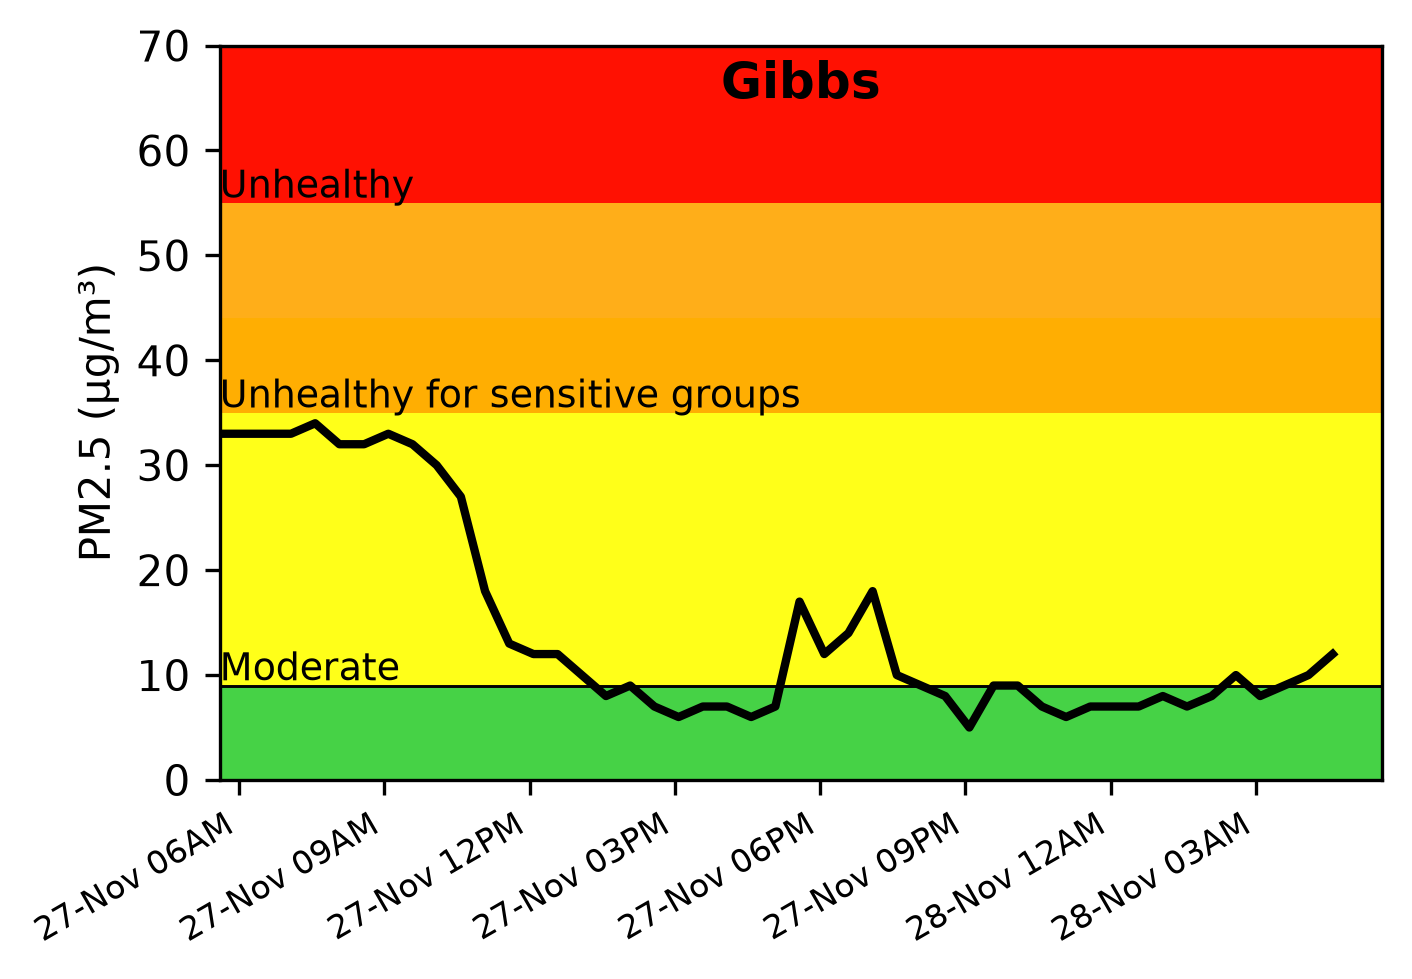 Gibbs
70
60
50
40
30
20
10
0
PM2.5 (µg/m³)
Unhealthy
Unhealthy for sensitive groups
Moderate
27-Nov 06AM
27-Nov 09AM
27-Nov 12PM
27-Nov 03PM
27-Nov 06PM
27-Nov 09PM
28-Nov 12AM
28-Nov 03AM